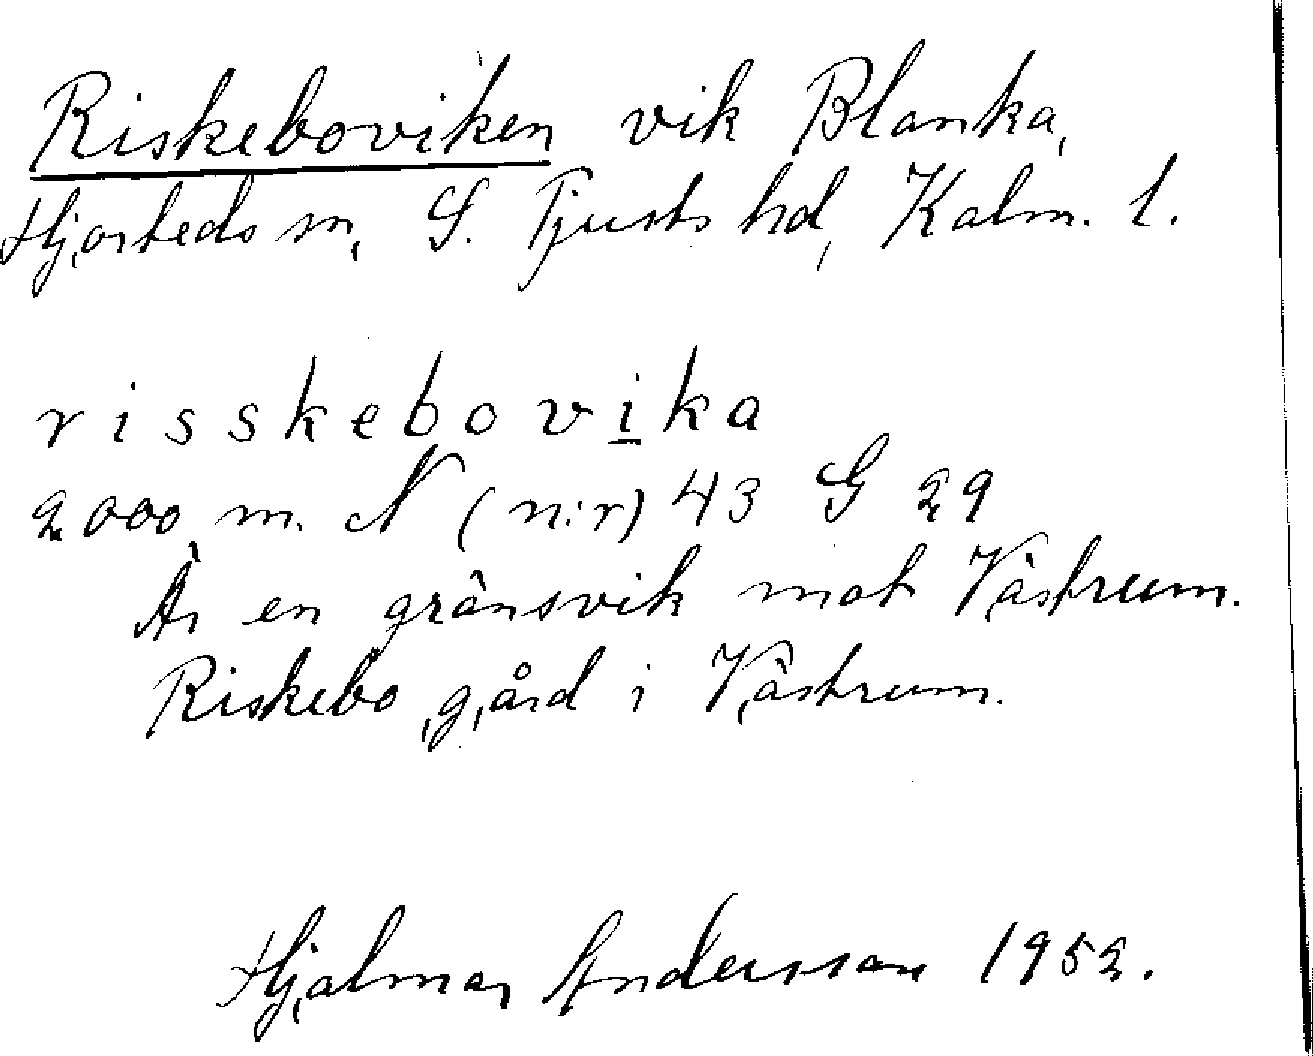 Riskeboviken vik Blanka,
Hjorteds sn, S. Tjusts hd, Kalm. l.
risskebovika
2000 m. N (n:r) 43 G 29
Är en gränsvik mot Västrum.
Riskebo, gård i Västrum.
Hjalmar Andersson 1952.